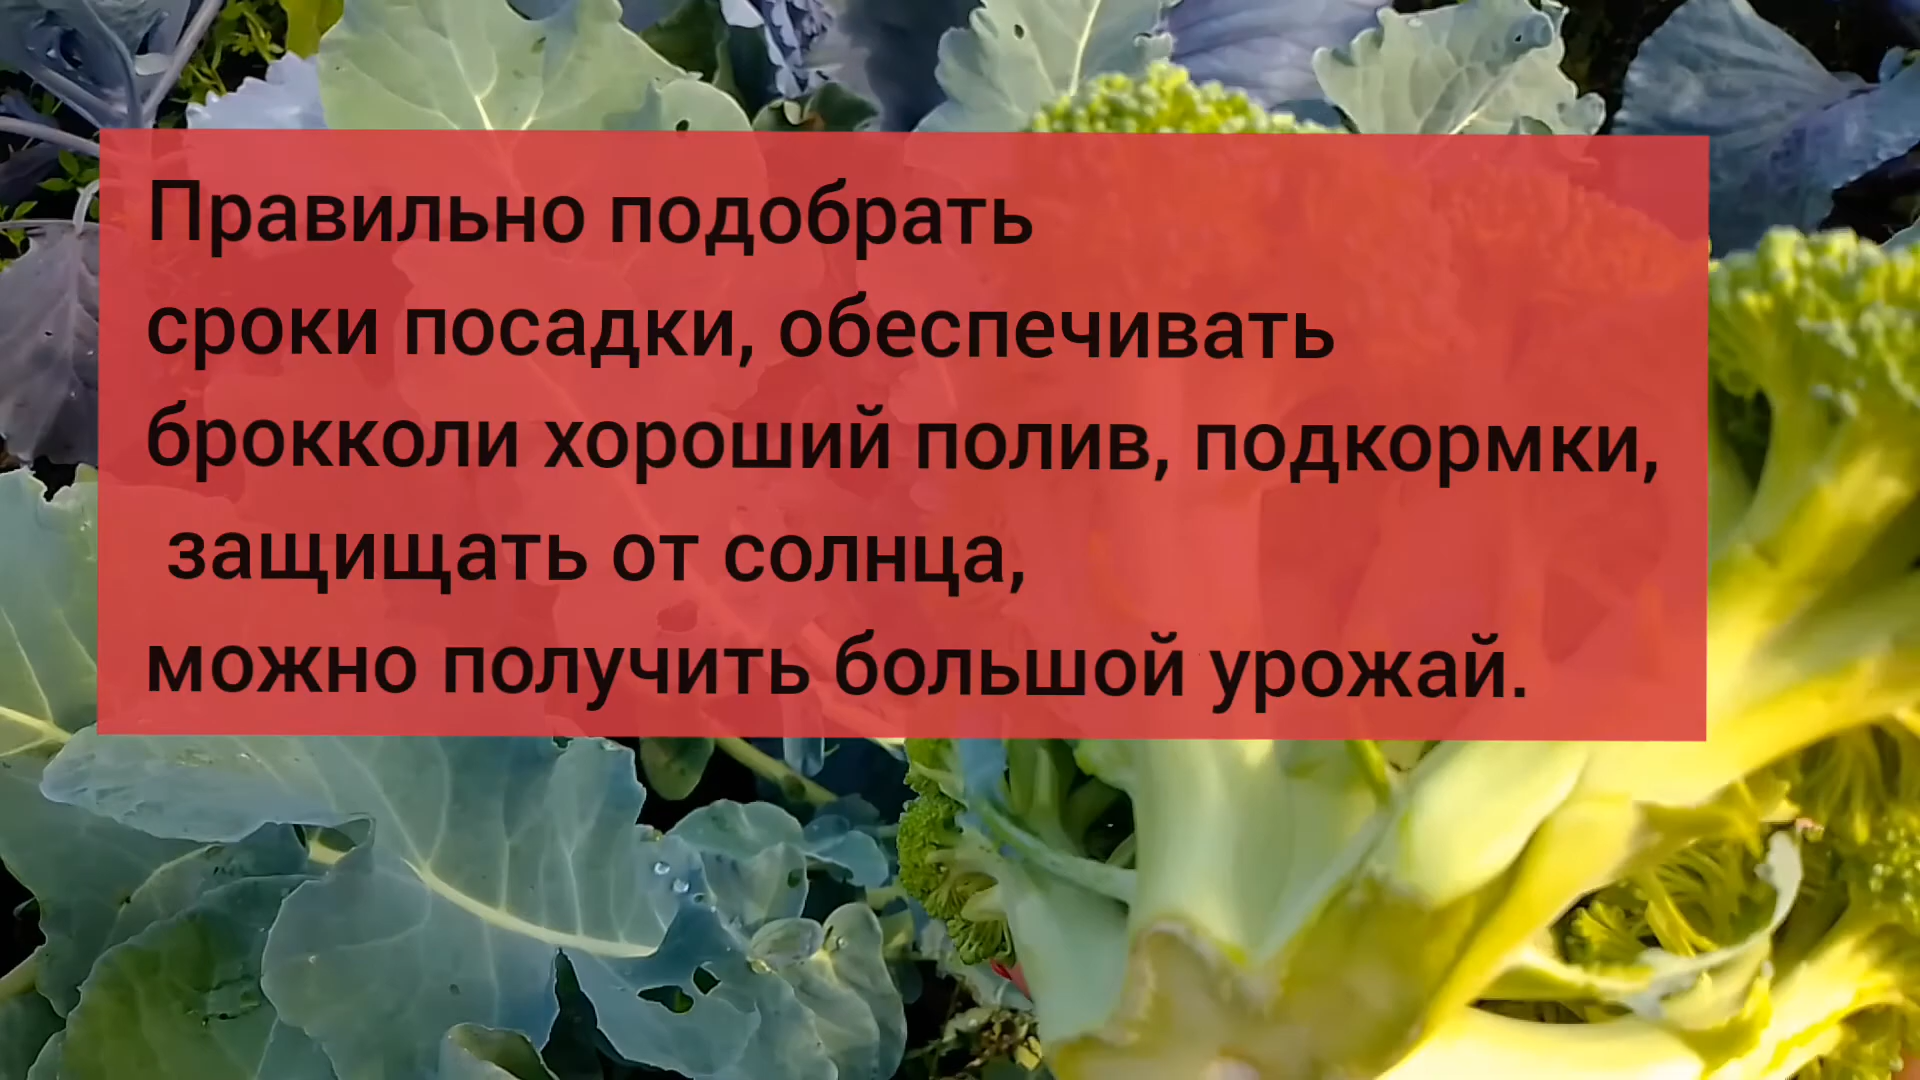 Правильно подобрать
сроки посадки, обеспечивать
брокколи хороший полив, подкормки,
защищать от солнца,
можно получить большой урожай.